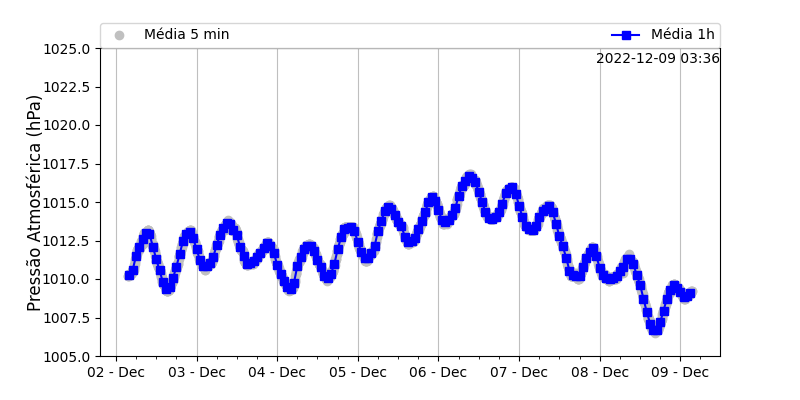 Média 5 min
Média 1h
2022-12-09 03:36
Pressão Atmosférica (hPa)
1025.0
1022.5
1020.0
1017.5
1015.0
1012.5
1010.0
1007.5
1005.0
02 - Dec
03 - Dec
04 - Dec
05 - Dec
06 - Dec
07 - Dec
08 - Dec
09 - Dec